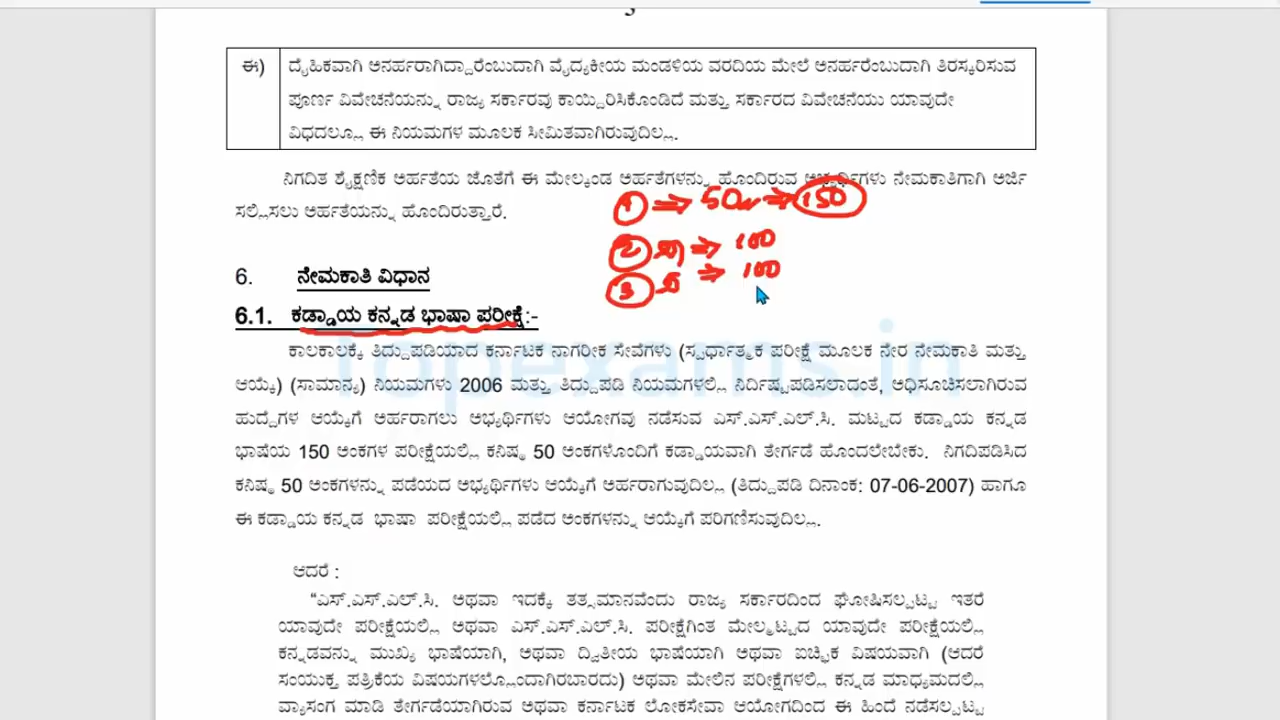 ಈ) ದೈಹಿಕವಾಗಿ ಅನರ್ಹರಾಗಿದ್ದಾರೆಂಬುದಾಗಿ ವೈದ್ಯಕೀಯ ಮಂಡಳಿಯ ವರದಿಯ ಮೇಲೆ ಅನರ್ಹರೆಂಬುದಾಗಿ ತಿರಸ್ಕರಿಸುವ
ಪೂರ್ಣ ವಿವೇಚನೆಯನ್ನು ರಾಜ್ಯ ಸರ್ಕಾರವು ಕಾಯ್ದಿರಿಸಿಕೊಂಡಿದೆ ಮತ್ತು ಸರ್ಕಾರದ ವಿವೇಚನೆಯು ಯಾವುದೇ
ವಿಧದಲ್ಲೂ ಈ ನಿಯಮಗಳ ಮೂಲಕ ಸೀಮಿತವಾಗಿರುವುದಿಲ್ಲ.
ನಿಗದಿತ ಶೈಕ್ಷಣಿಕ ಅರ್ಹತೆಯ ಜೊತೆಗೆ ಈ ಮೇಲ್ಕಂಡ ಅರ್ಹತೆಗಳನ್ನು ಹೊಂದಿರುವ ಅಭ್ಯರ್ಥಿಗಳು ನೇಮಕಾತಿಗಾಗಿ ಅರ್ಜಿ
ಸಲ್ಲಿಸಲು ಅರ್ಹತೆಯನ್ನು ಹೊಂದಿರುತ್ತಾರೆ.
1 ⇒ 50 ⇒ 150
2 ⇒ 100
3 ⇒ 100
6. ನೇಮಕಾತಿ ವಿಧಾನ
6.1. ಕಡ್ಡಾಯ ಕನ್ನಡ ಭಾಷಾ ಪರೀಕ್ಷೆ:-
ಕಾಲಕಾಲಕ್ಕೆ ತಿದ್ದುಪಡಿಯಾದ ಕರ್ನಾಟಕ ನಾಗರೀಕ ಸೇವೆಗಳು (ಸ್ಪರ್ಧಾತ್ಮಕ ಪರೀಕ್ಷೆ ಮೂಲಕ ನೇರ ನೇಮಕಾತಿ ಮತ್ತು
ಆಯ್ಕೆ) (ಸಾಮಾನ್ಯ) ನಿಯಮಗಳು 2006 ಮತ್ತು ತಿದ್ದುಪಡಿ ನಿಯಮಗಳಲ್ಲಿ ನಿರ್ದಿಷ್ಟಪಡಿಸಲಾದಂತೆ, ಅಧಿಸೂಚಿಸಲಾಗಿರುವ
ಹುದ್ದೆಗಳ ಆಯ್ಕೆಗೆ ಅರ್ಹರಾಗಲು ಅಭ್ಯರ್ಥಿಗಳು ಆಯೋಗವು ನಡೆಸುವ ಎಸ್.ಎಸ್.ಎಲ್.ಸಿ. ಮಟ್ಟದ ಕಡ್ಡಾಯ ಕನ್ನಡ
ಭಾಷೆಯ 150 ಅಂಕಗಳ ಪರೀಕ್ಷೆಯಲ್ಲಿ ಕನಿಷ್ಠ 50 ಅಂಕಗಳೊಂದಿಗೆ ಕಡ್ಡಾಯವಾಗಿ ತೇರ್ಗಡೆ ಹೊಂದಲೇಬೇಕು. ನಿಗದಿಪಡಿಸಿದ
ಕನಿಷ್ಠ 50 ಅಂಕಗಳನ್ನು ಪಡೆಯದ ಅಭ್ಯರ್ಥಿಗಳು ಆಯ್ಕೆಗೆ ಅರ್ಹರಾಗುವುದಿಲ್ಲ (ತಿದ್ದುಪಡಿ ದಿನಾಂಕ: 07-06-2007) ಹಾಗೂ
ಈ ಕಡ್ಡಾಯ ಕನ್ನಡ ಭಾಷಾ ಪರೀಕ್ಷೆಯಲ್ಲಿ ಪಡೆದ ಅಂಕಗಳನ್ನು ಆಯ್ಕೆಗೆ ಪರಿಗಣಿಸುವುದಿಲ್ಲ.
Topexams.in
ಆದರೆ :
“ಎಸ್.ಎಸ್.ಎಲ್.ಸಿ. ಅಥವಾ ಇದಕ್ಕೆ ತತ್ಸಮಾನವೆಂದು ರಾಜ್ಯ ಸರ್ಕಾರದಿಂದ ಘೋಷಿಸಲ್ಪಟ್ಟ ಇತರೆ
ಯಾವುದೇ ಪರೀಕ್ಷೆಯಲ್ಲಿ ಅಥವಾ ಎಸ್.ಎಸ್.ಎಲ್.ಸಿ. ಪರೀಕ್ಷೆಗಿಂತ ಮೇಲ್ಮಟ್ಟದ ಯಾವುದೇ ಪರೀಕ್ಷೆಯಲ್ಲಿ
ಕನ್ನಡವನ್ನು ಮುಖ್ಯ ಭಾಷೆಯಾಗಿ, ಅಥವಾ ದ್ವಿತೀಯ ಭಾಷೆಯಾಗಿ ಅಥವಾ ಐಚ್ಛಿಕ ವಿಷಯವಾಗಿ (ಆದರೆ
ಸಂಯುಕ್ತ ಪತ್ರಿಕೆಯ ವಿಷಯಗಳಲ್ಲೊಂದಾಗಿರಬಾರದು) ಅಥವಾ ಮೇಲಿನ ಪರೀಕ್ಷೆಗಳಲ್ಲಿ ಕನ್ನಡ ಮಾಧ್ಯಮದಲ್ಲಿ
ವ್ಯಾಸಂಗ ಮಾಡಿ ತೇರ್ಗಡೆಯಾಗಿರುವ ಅಥವಾ ಕರ್ನಾಟಕ ಲೋಕಸೇವಾ ಆಯೋಗದಿಂದ ಈ ಹಿಂದೆ ನಡೆಸಲ್ಪಟ್ಟ